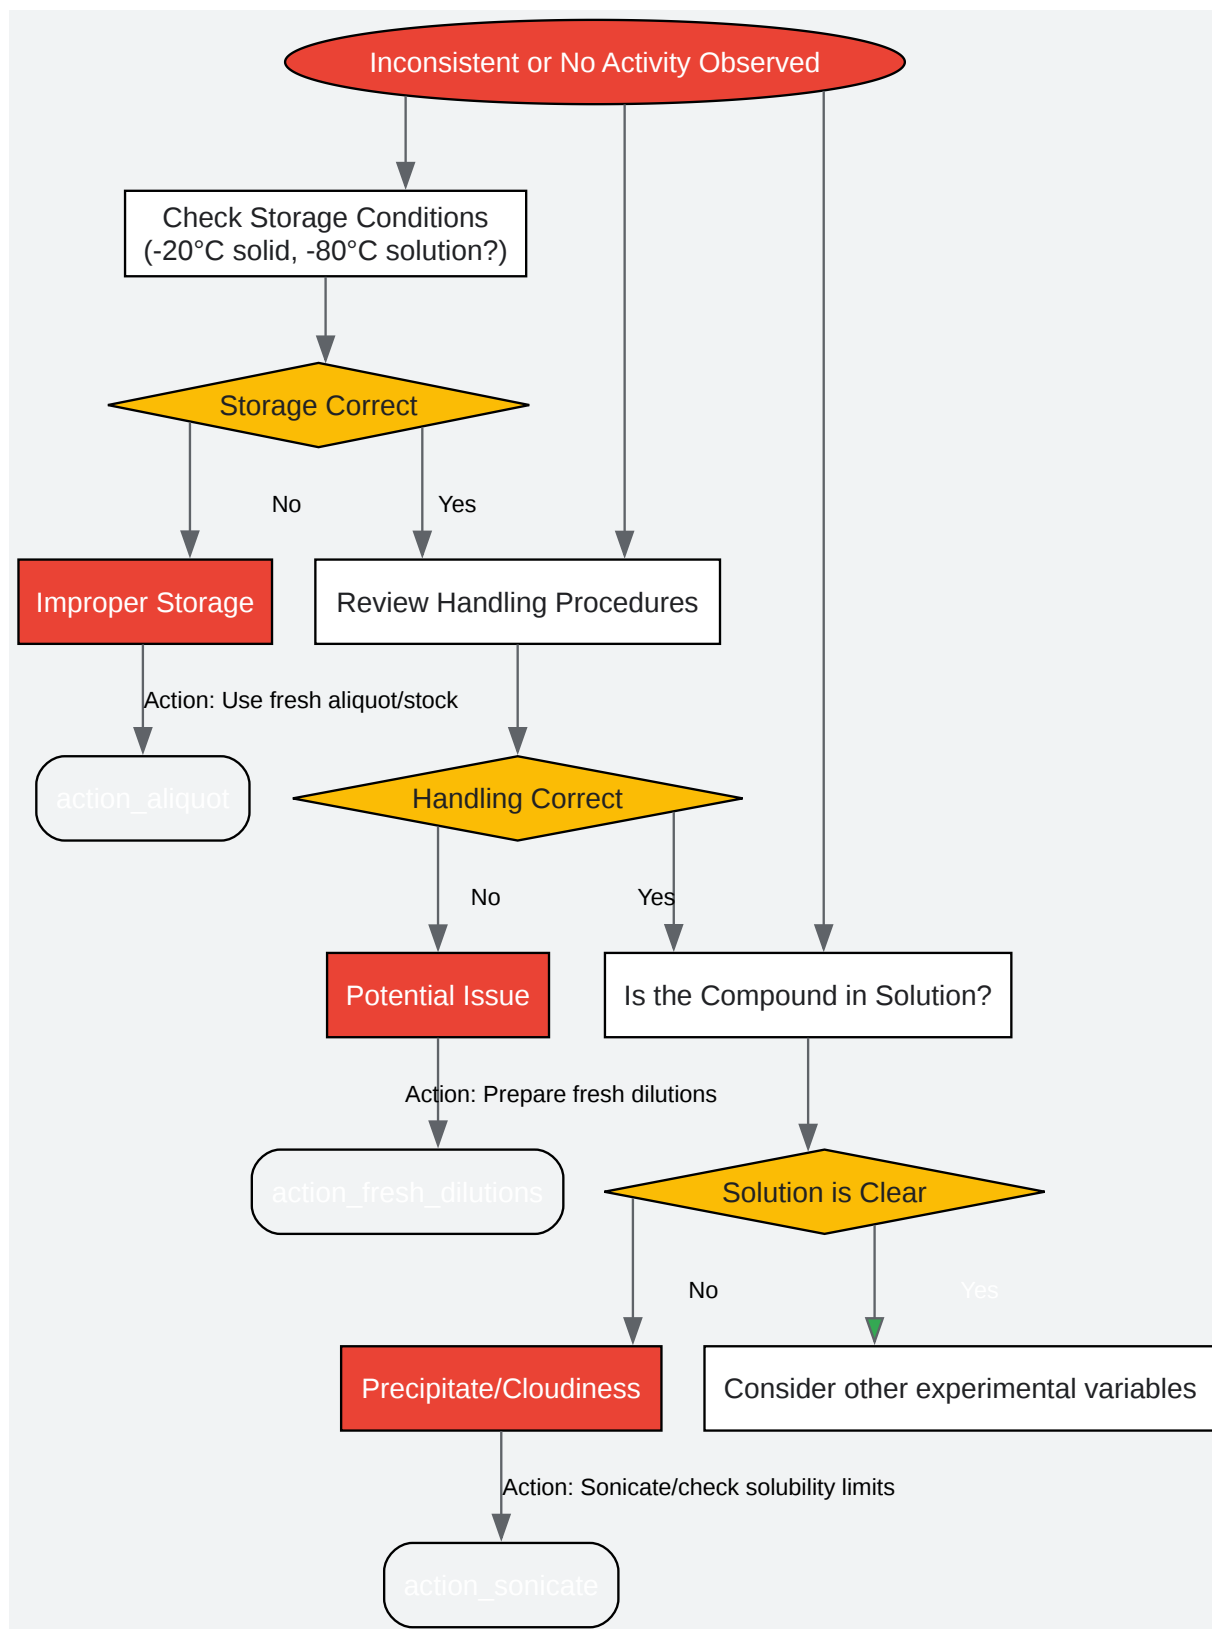 Inconsistent or No Activity Observed
Check Storage Conditions
(-20°C solid, -80°C solution?)
Storage Correct
No
Yes
Improper Storage
Review Handling Procedures
Action: Use fresh aliquot/stock
action_aliquot
Handling Correct
No
Yes
Potential Issue
Is the Compound in Solution?
Action: Prepare fresh dilutions
action_fresh_dilutions
Solution is Clear
No
Yes
Precipitate/Cloudiness
Consider other experimental variables
Action: Sonicate/check solubility limits
action_sonicate